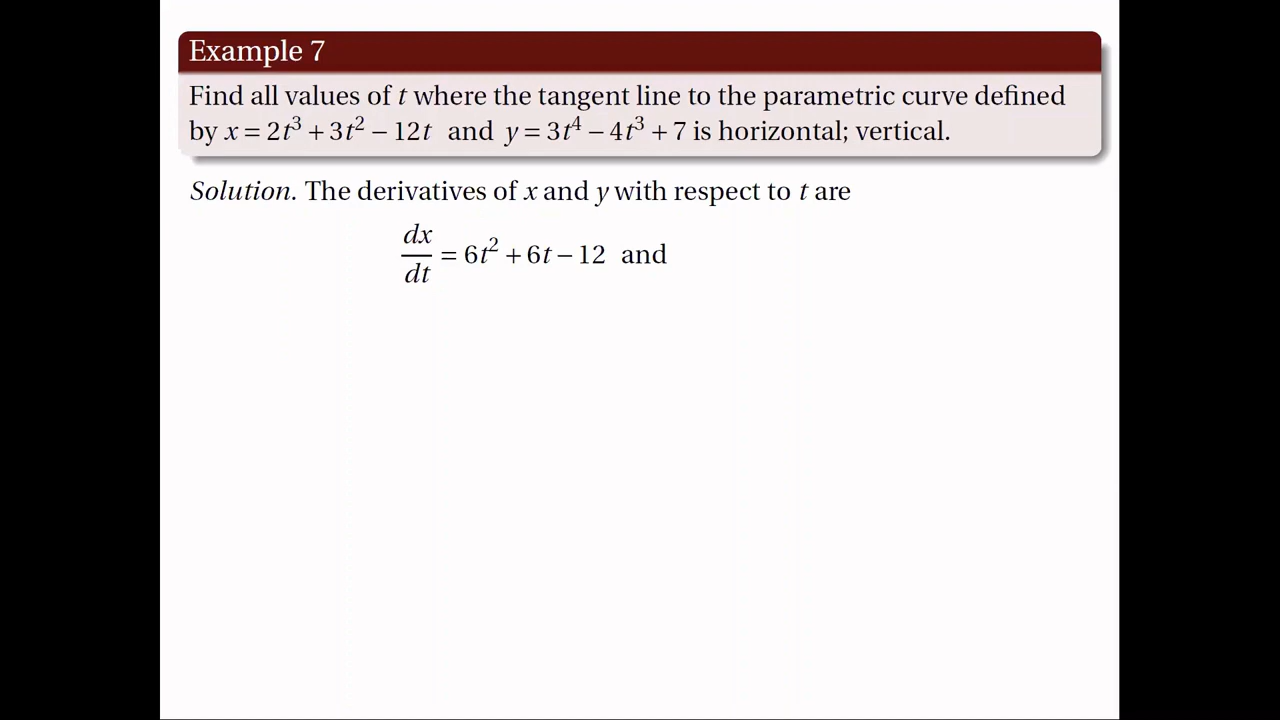 Example 7
Find all values of t where the tangent line to the parametric curve defined
by x = 2t³ + 3t² − 12t and y = 3t⁴ − 4t³ + 7 is horizontal; vertical.
Solution. The derivatives of x and y with respect to t are
dx/dt = 6t² + 6t − 12 and